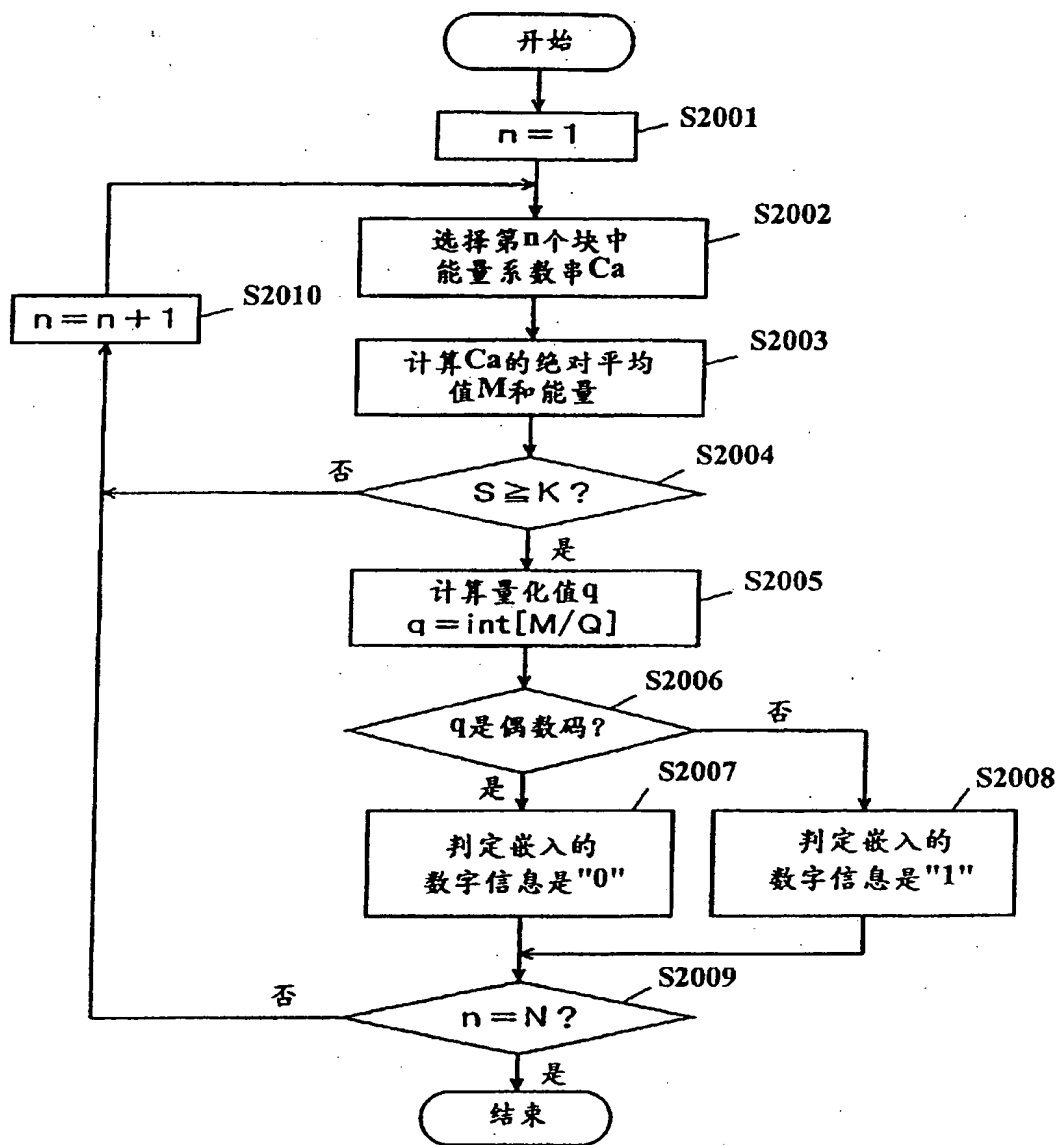 开始
n=1
S2001
选择第n个块中
能量系数串Ca
S2002
n=n+1
S2010
计算Ca的绝对平均
值M和能量
S2003
S≧K?
S2004
否
是
计算量化值q
q=int[M/Q]
S2005
q是偶数码?
S2006
否
是
判定嵌入的
数字信息是"0"
S2007
判定嵌入的
数字信息是"1"
S2008
n=N?
S2009
否
是
结束